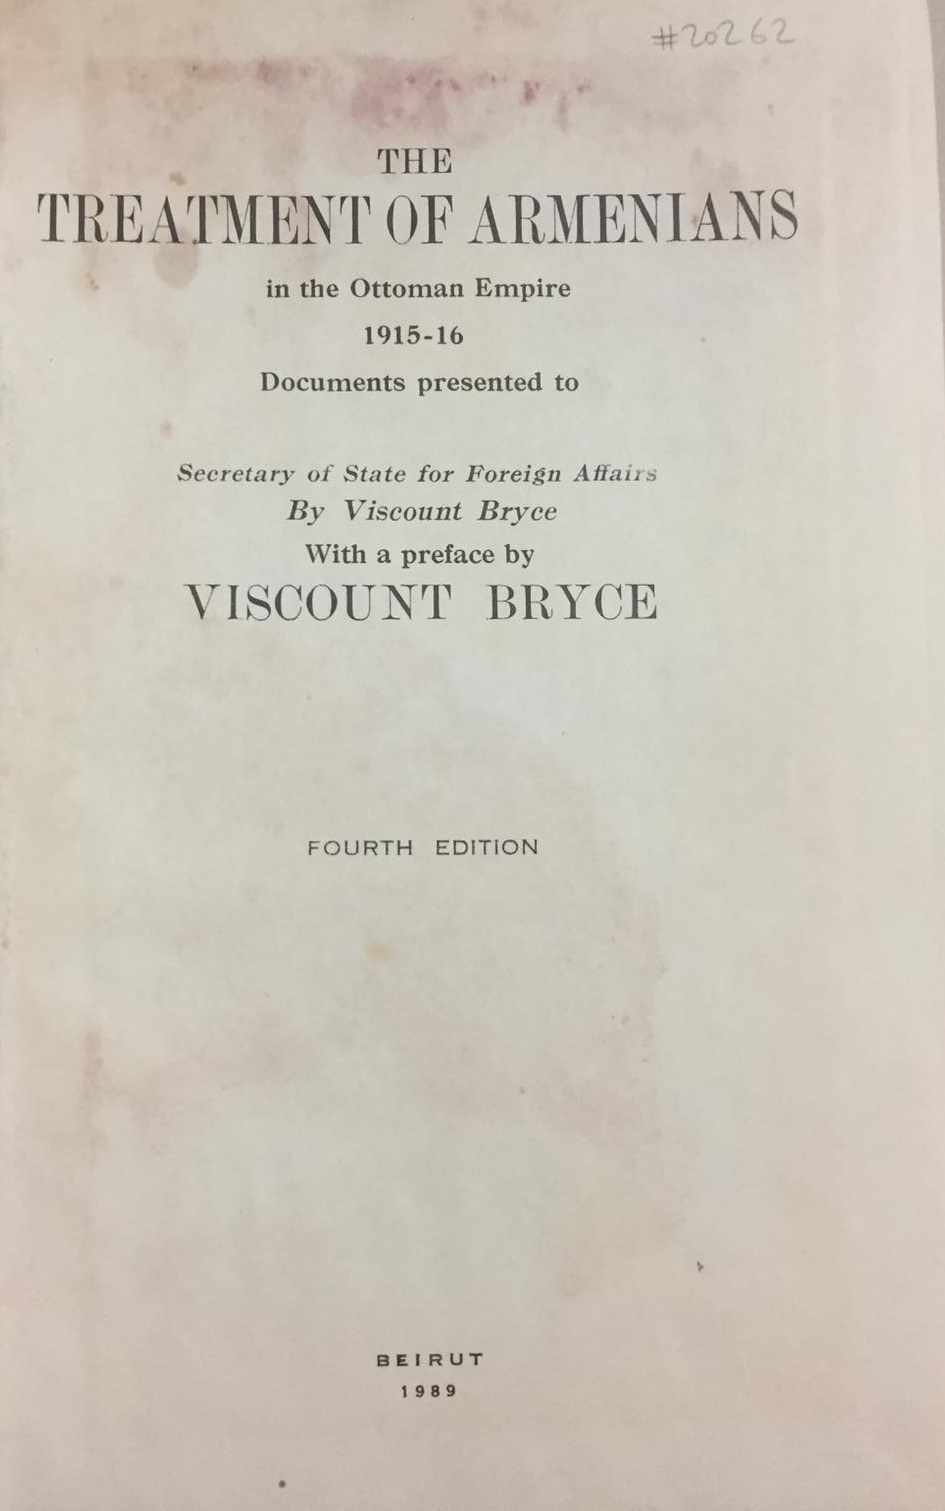 #20262
THE
TREATMENT OF ARMENIANS
in the Ottoman Empire
1915-16
Documents presented to
Secretary of State for Foreign Affairs
By Viscount Bryce
With a preface by
VISCOUNT BRYCE
FOURTH EDITION
BEIRUT
1989